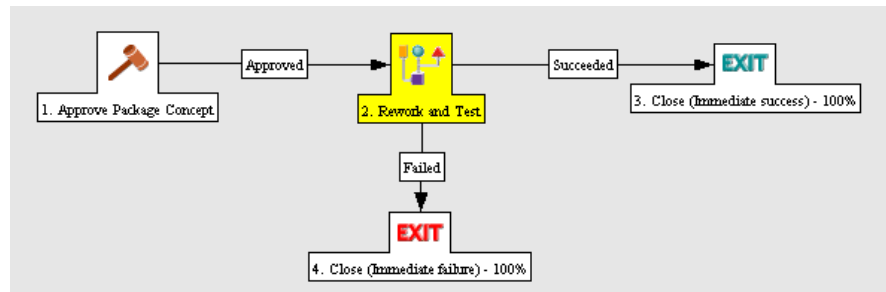 EXIT
Approved
Succeeded
1. Approve Package Concept
2. Rework and Test
3. Close (Immediate success) - 100%
Failed
EXIT
4. Close (Immediate failure) - 100%